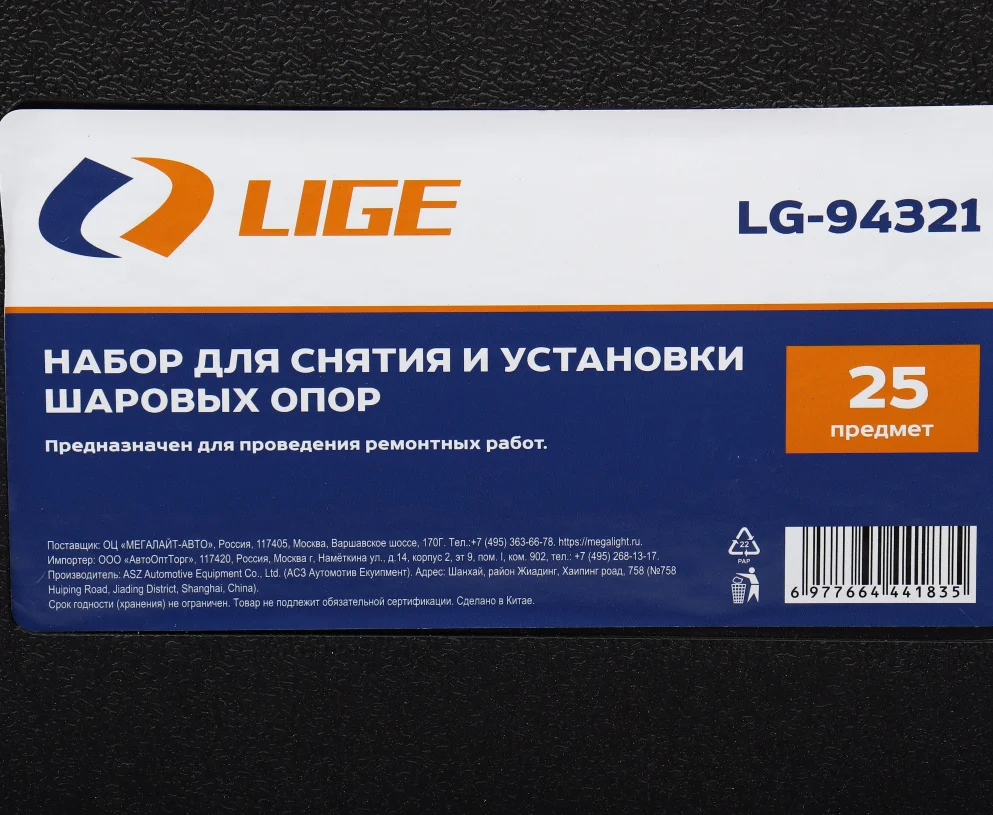 LIGE
LG-94321
НАБОР ДЛЯ СНЯТИЯ И УСТАНОВКИ
ШАРОВЫХ ОПОР
Предназначен для проведения ремонтных работ.
25
предмет
Поставщик: ОЦ «МЕГАЛАЙТ-АВТО», Россия, 117405, Москва, Варшавское шоссе, 170Г. Тел.:+7 (495) 363-66-78. https://megalight.ru.
Импортер: ООО «АвтоОптТорг», 117420, Россия, Москва г, Намёткина ул., д.14, корпус 2, эт 9, пом. I, ком. 902, тел.: +7 (495) 268-13-17.
Производитель: ASZ Automotive Equipment Co., Ltd. (АСЗ Аутомотив Екуипмент). Адрес: Шанхай, район Жиадинг, Хаипинг роад, 758 (№758
Huiping Road, Jiading District, Shanghai, China).
Срок годности (хранения) не ограничен. Товар не подлежит обязательной сертификации. Сделано в Китае.
22
PAP
6 977664 441835